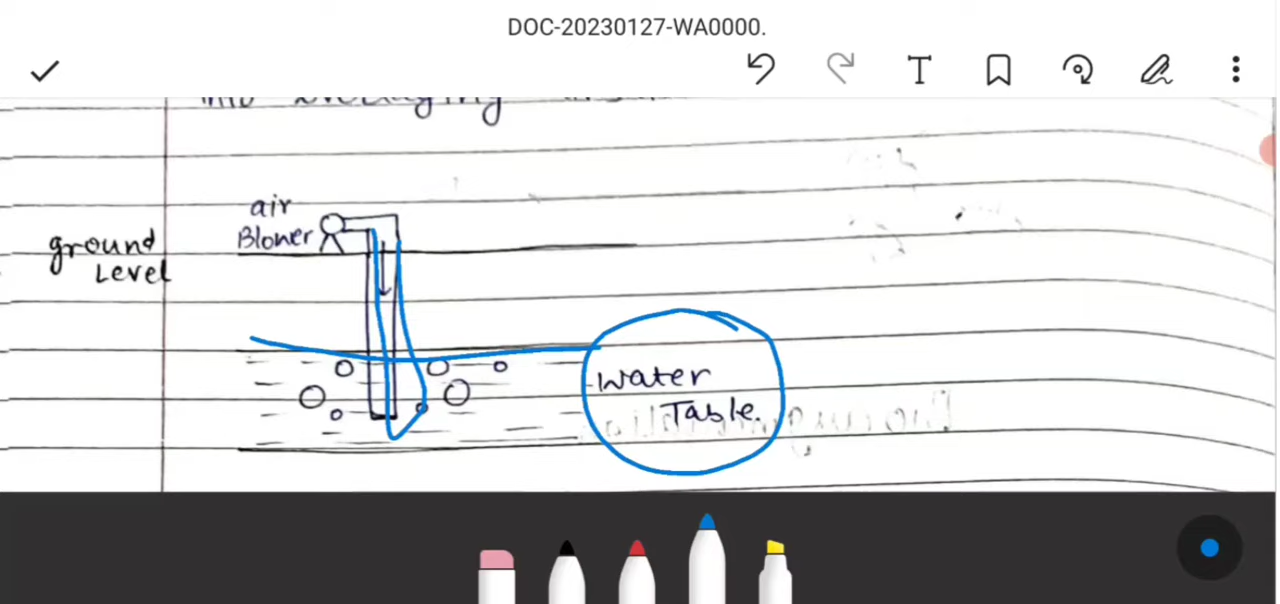 DOC-20230127-WA0000.
air
Blower
ground
Level
water
Table.